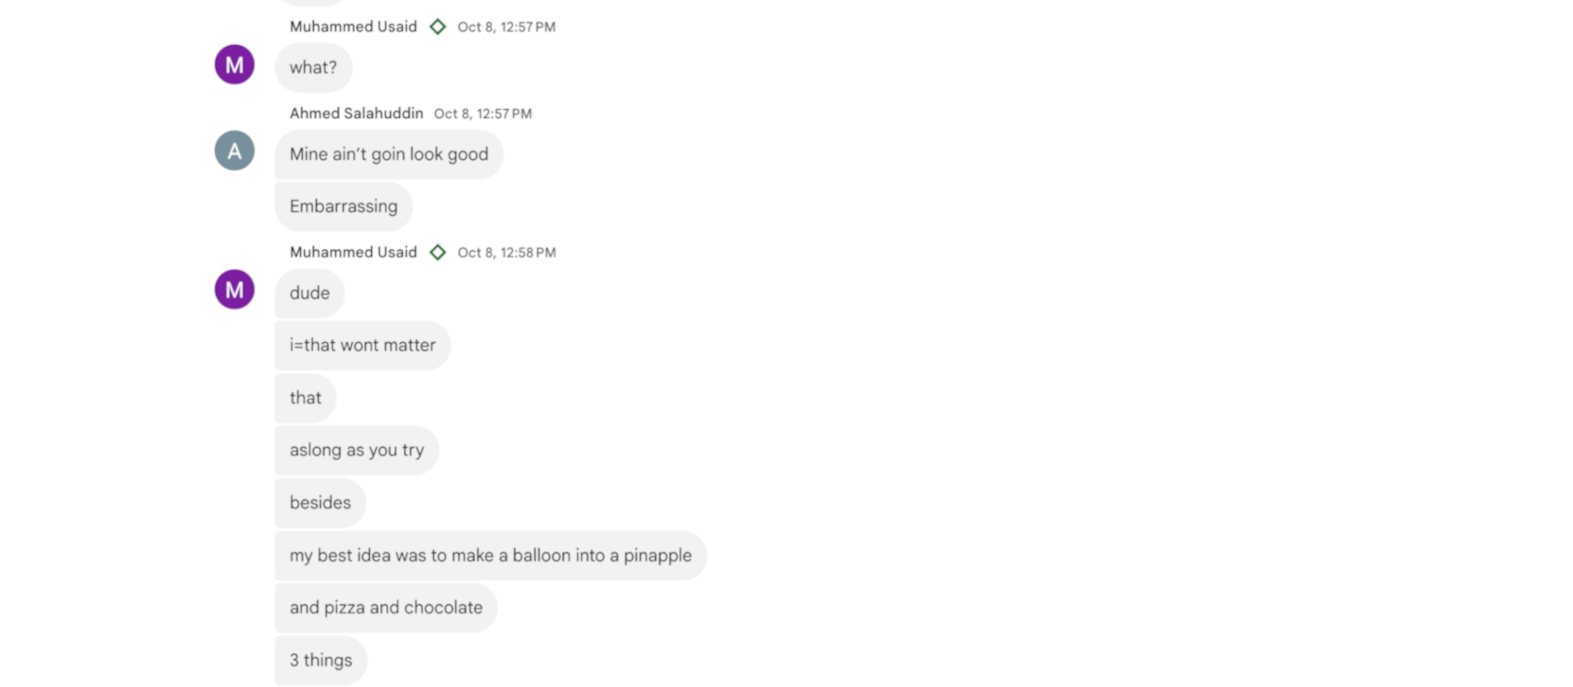 Muhammed Usaid Oct 8, 12:57 PM
M
what?
Ahmed Salahuddin Oct 8, 12:57 PM
A
Mine ain’t goin look good
Embarrassing
Muhammed Usaid Oct 8, 12:58 PM
M
dude
i=that wont matter
that
aslong as you try
besides
my best idea was to make a balloon into a pinapple
and pizza and chocolate
3 things